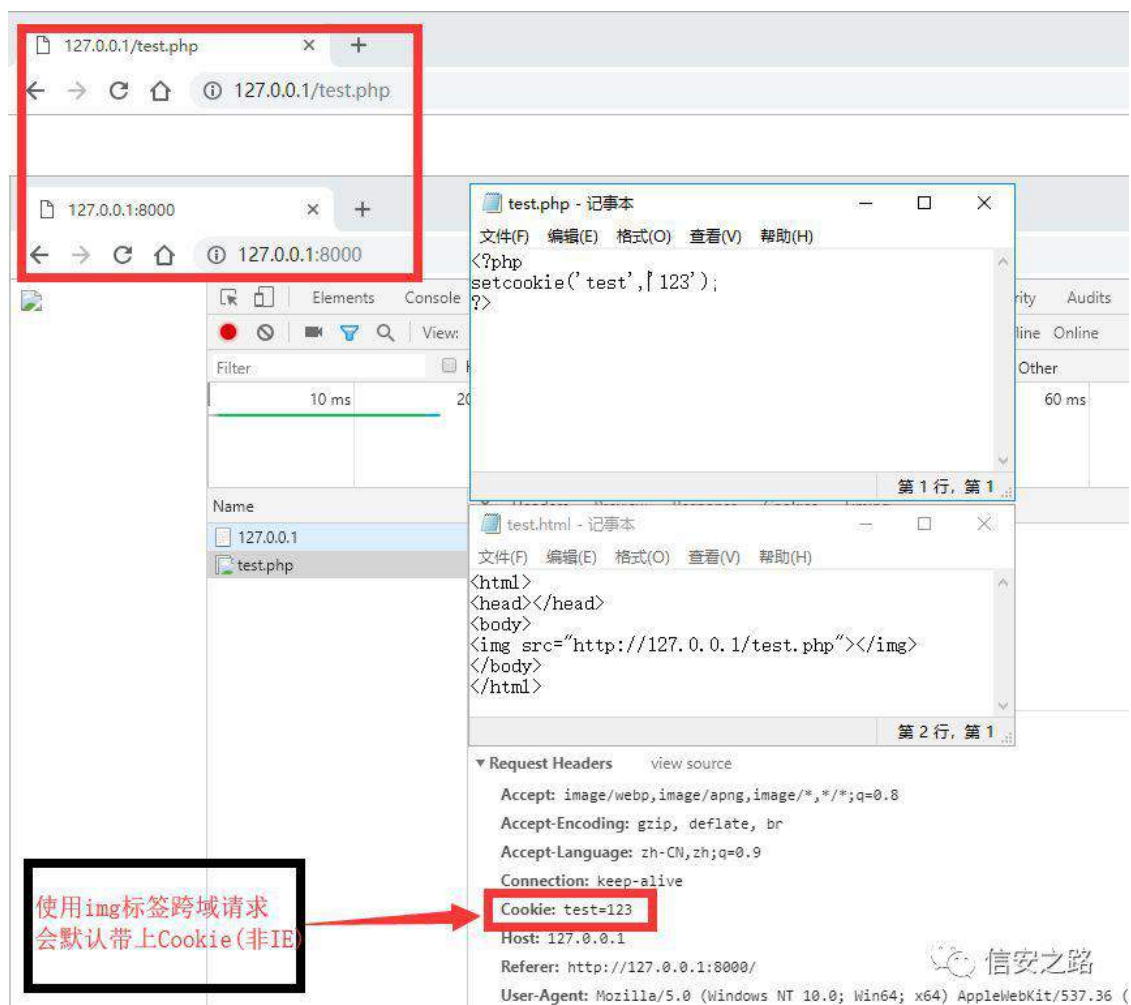 127.0.0.1/test.php
127.0.0.1/test.php
127.0.0.1:8000
127.0.0.1:8000
test.php - 记事本
文件(F) 编辑(E) 格式(O) 查看(V) 帮助(H)
<?php
setcookie('test','123');
?>
第 1 行, 第 1
Elements Console Audits
View: Online
Filter Other
10 ms 60 ms
Name
127.0.0.1
test.php
test.html - 记事本
文件(F) 编辑(E) 格式(O) 查看(V) 帮助(H)
<html>
<head></head>
<body>
<img src="http://127.0.0.1/test.php"></img>
</body>
</html>
第 2 行, 第 1
Request Headers view source
Accept: image/webp,image/apng,image/*,*/*;q=0.8
Accept-Encoding: gzip, deflate, br
Accept-Language: zh-CN,zh;q=0.9
Connection: keep-alive
Cookie: test=123
Host: 127.0.0.1
Referer: http://127.0.0.1:8000/
User-Agent: Mozilla/5.0 (Windows NT 10.0; Win64; x64) AppleWebKit/537.36 (
使用img标签跨域请求
会默认带上Cookie(非IE)
信安之路